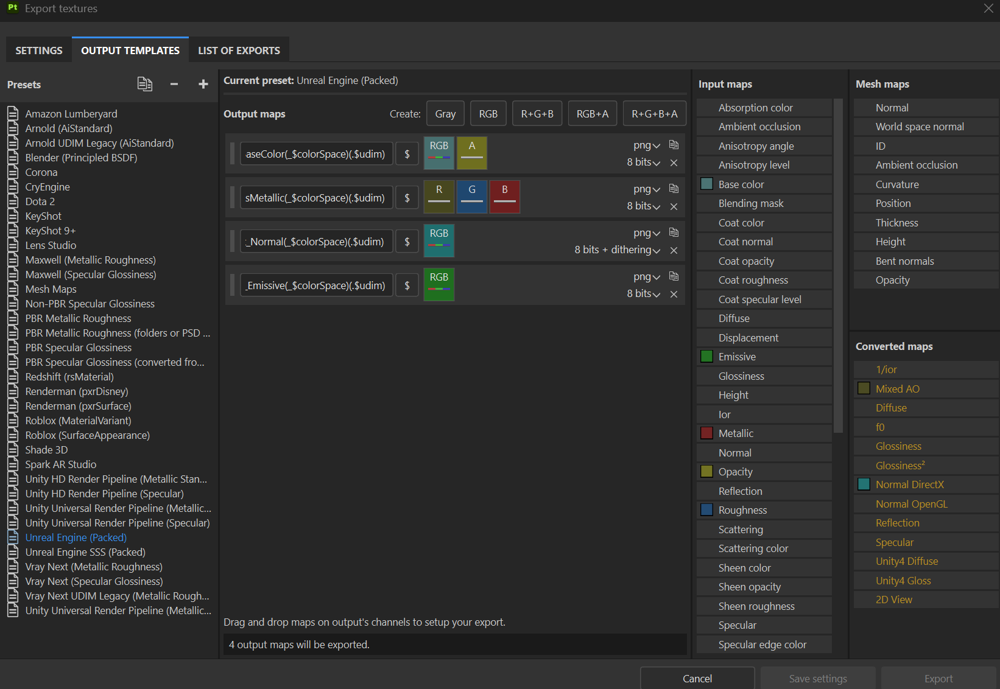 Pt Export textures
SETTINGS
OUTPUT TEMPLATES
LIST OF EXPORTS
Presets
Amazon Lumberyard
Arnold (AiStandard)
Arnold UDIM Legacy (AiStandard)
Blender (Principled BSDF)
Corona
CryEngine
Dota 2
KeyShot
KeyShot 9+
Lens Studio
Maxwell (Metallic Roughness)
Maxwell (Specular Glossiness)
Mesh Maps
Non-PBR Specular Glossiness
PBR Metallic Roughness
PBR Metallic Roughness (folders or PSD ...
PBR Specular Glossiness
PBR Specular Glossiness (converted fro...
Redshift (rsMaterial)
Renderman (pxrDisney)
Renderman (pxrSurface)
Roblox (MaterialVariant)
Roblox (SurfaceAppearance)
Shade 3D
Spark AR Studio
Unity HD Render Pipeline (Metallic Stan...
Unity HD Render Pipeline (Specular)
Unity Universal Render Pipeline (Metallic...
Unity Universal Render Pipeline (Specular)
Unreal Engine (Packed)
Unreal Engine SSS (Packed)
Vray Next (Metallic Roughness)
Vray Next (Specular Glossiness)
Vray Next UDIM Legacy (Metallic Rough...
Unity Universal Render Pipeline (Metallic...
Current preset: Unreal Engine (Packed)
Output maps
Create: Gray RGB R+G+B RGB+A R+G+B+A
aseColor(_$colorSpace)(.$udim) $ RGB A png
8 bits
sMetallic(_$colorSpace)(.$udim) $ R G B png
8 bits
_Normal(_$colorSpace)(.$udim) $ RGB png
8 bits + dithering
_Emissive(_$colorSpace)(.$udim) $ RGB png
8 bits
Drag and drop maps on output's channels to setup your export.
4 output maps will be exported.
Input maps
Absorption color
Ambient occlusion
Anisotropy angle
Anisotropy level
Base color
Blending mask
Coat color
Coat normal
Coat opacity
Coat roughness
Coat specular level
Diffuse
Displacement
Emissive
Glossiness
Height
Ior
Metallic
Normal
Opacity
Reflection
Roughness
Scattering
Scattering color
Sheen color
Sheen opacity
Sheen roughness
Specular
Specular edge color
Mesh maps
Normal
World space normal
ID
Ambient occlusion
Curvature
Position
Thickness
Height
Bent normals
Opacity
Converted maps
1/ior
Mixed AO
Diffuse
f0
Glossiness
Glossiness²
Normal DirectX
Normal OpenGL
Reflection
Specular
Unity4 Diffuse
Unity4 Gloss
2D View
Cancel
Save settings
Export